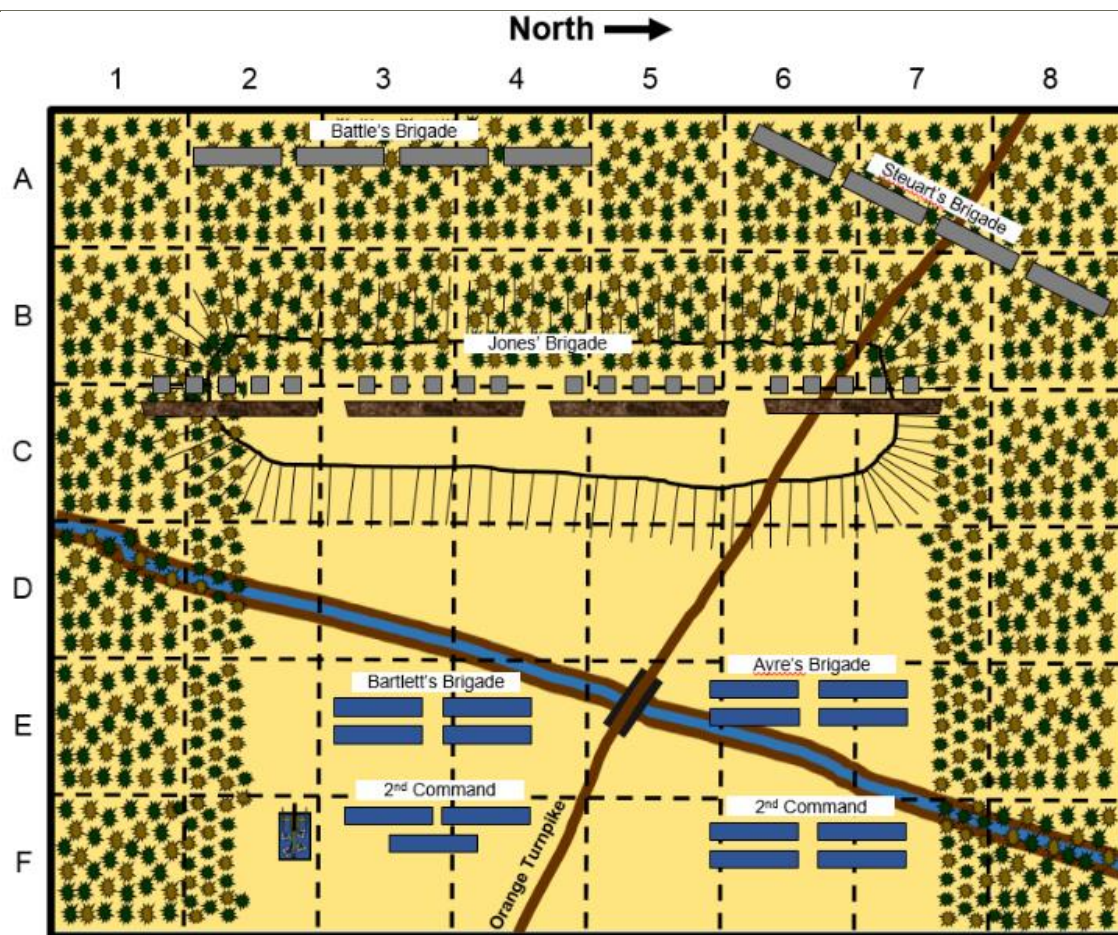 North
1 2 3 4 5 6 7 8
A
Battle's Brigade
Steuart's Brigade
B
Jones' Brigade
C
D
E
Bartlett's Brigade
Ayre's Brigade
F
2nd Command
2nd Command
Orange Turnpike